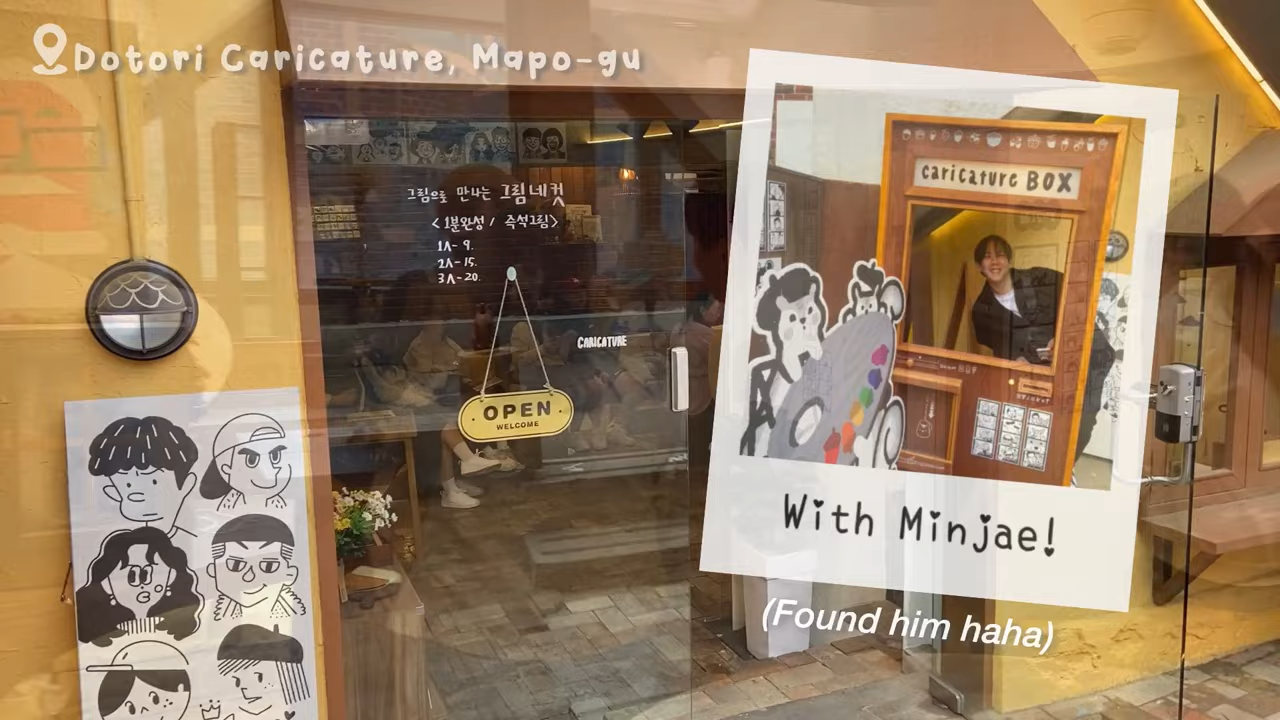 Dotori Caricature, Mapo-gu
그림으로 만나는 그림네컷
<1분완성 / 즉석그림>
1人- 9.
2人- 15.
3人- 20.
CARICATURE
OPEN
WELCOME
caricature BOX
With Minjae!
(Found him haha)